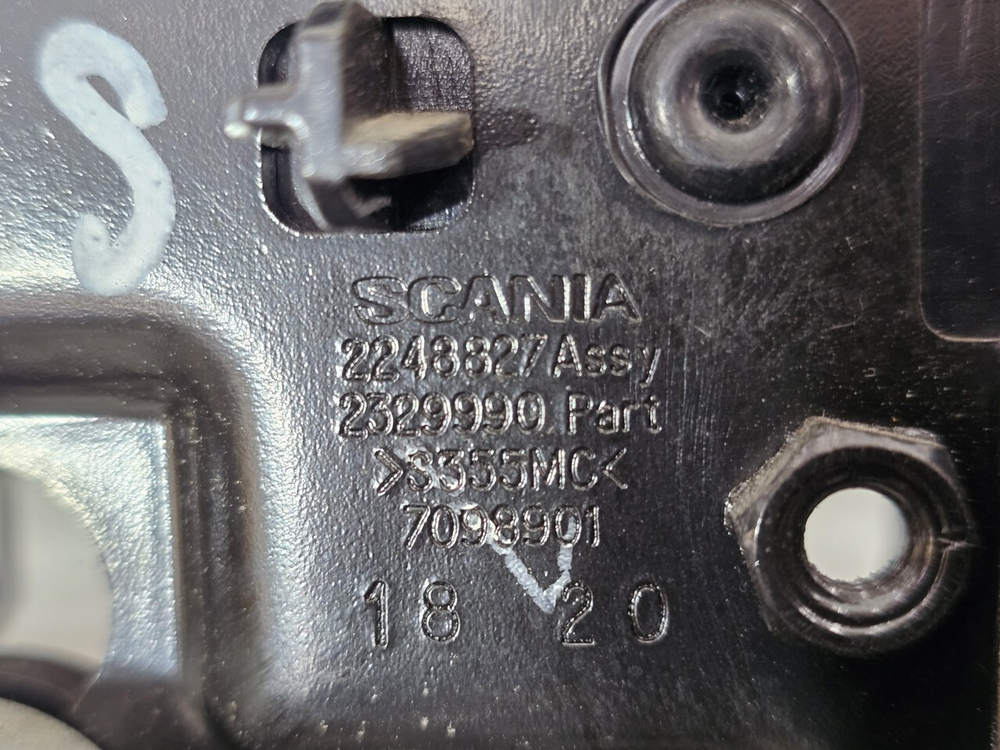 S
SCANIA
2248827 Assy
2329990 Part
>S355MC<
7098901
18 20